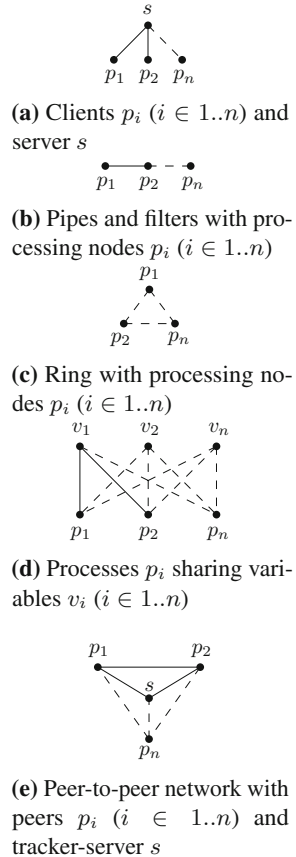 s
p1 p2 pn
(a) Clients pi (i ∈ 1..n) and
server s
p1 p2 pn
(b) Pipes and filters with pro-
cessing nodes pi (i ∈ 1..n)
p1
p2 pn
(c) Ring with processing no-
des pi (i ∈ 1..n)
v1 v2 vn
p1 p2 pn
(d) Processes pi sharing vari-
ables vi (i ∈ 1..n)
p1 p2
s
pn
(e) Peer-to-peer network with
peers pi (i ∈ 1..n) and
tracker-server s